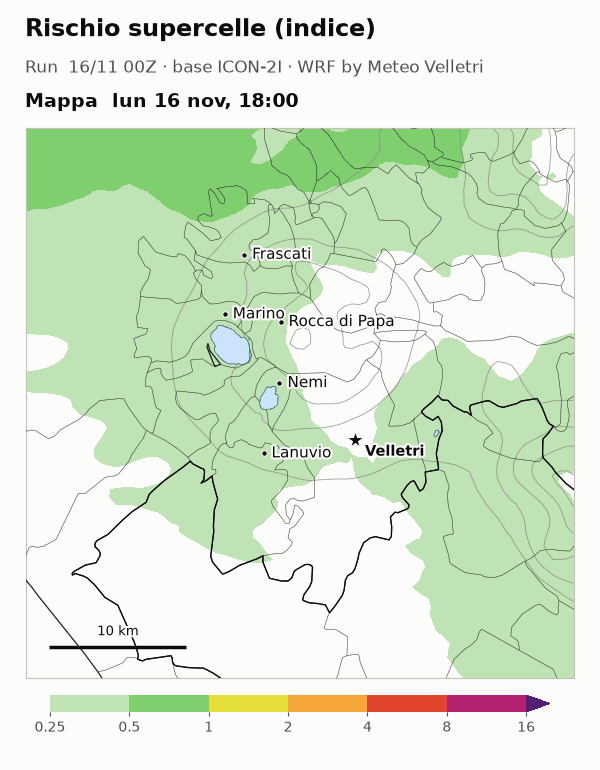 Rischio supercelle (indice)
Run 16/11 00Z · base ICON-2I · WRF by Meteo Velletri
Mappa lun 16 nov, 18:00
Frascati
Marino
Rocca di Papa
Nemi
Velletri
Lanuvio
10 km
0.25 0.5 1 2 4 8 16